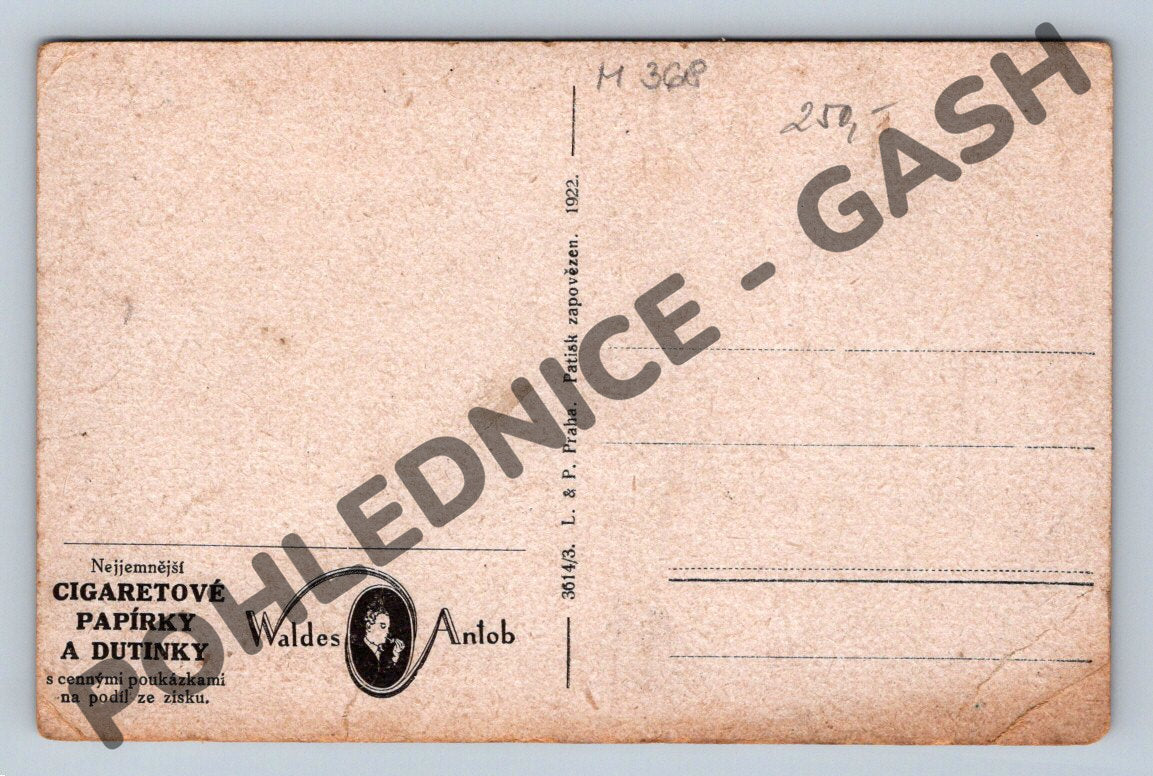 M 368
250,-
3614/3. L. & P., Praha. Patisk zapovězen. 1922.
Nejjemnější
CIGARETOVÉ
PAPÍRKY
A DUTINKY
s cennými poukázkami
na podíl ze zisku.
Waldes Antob
POHLEDNICE - GASH